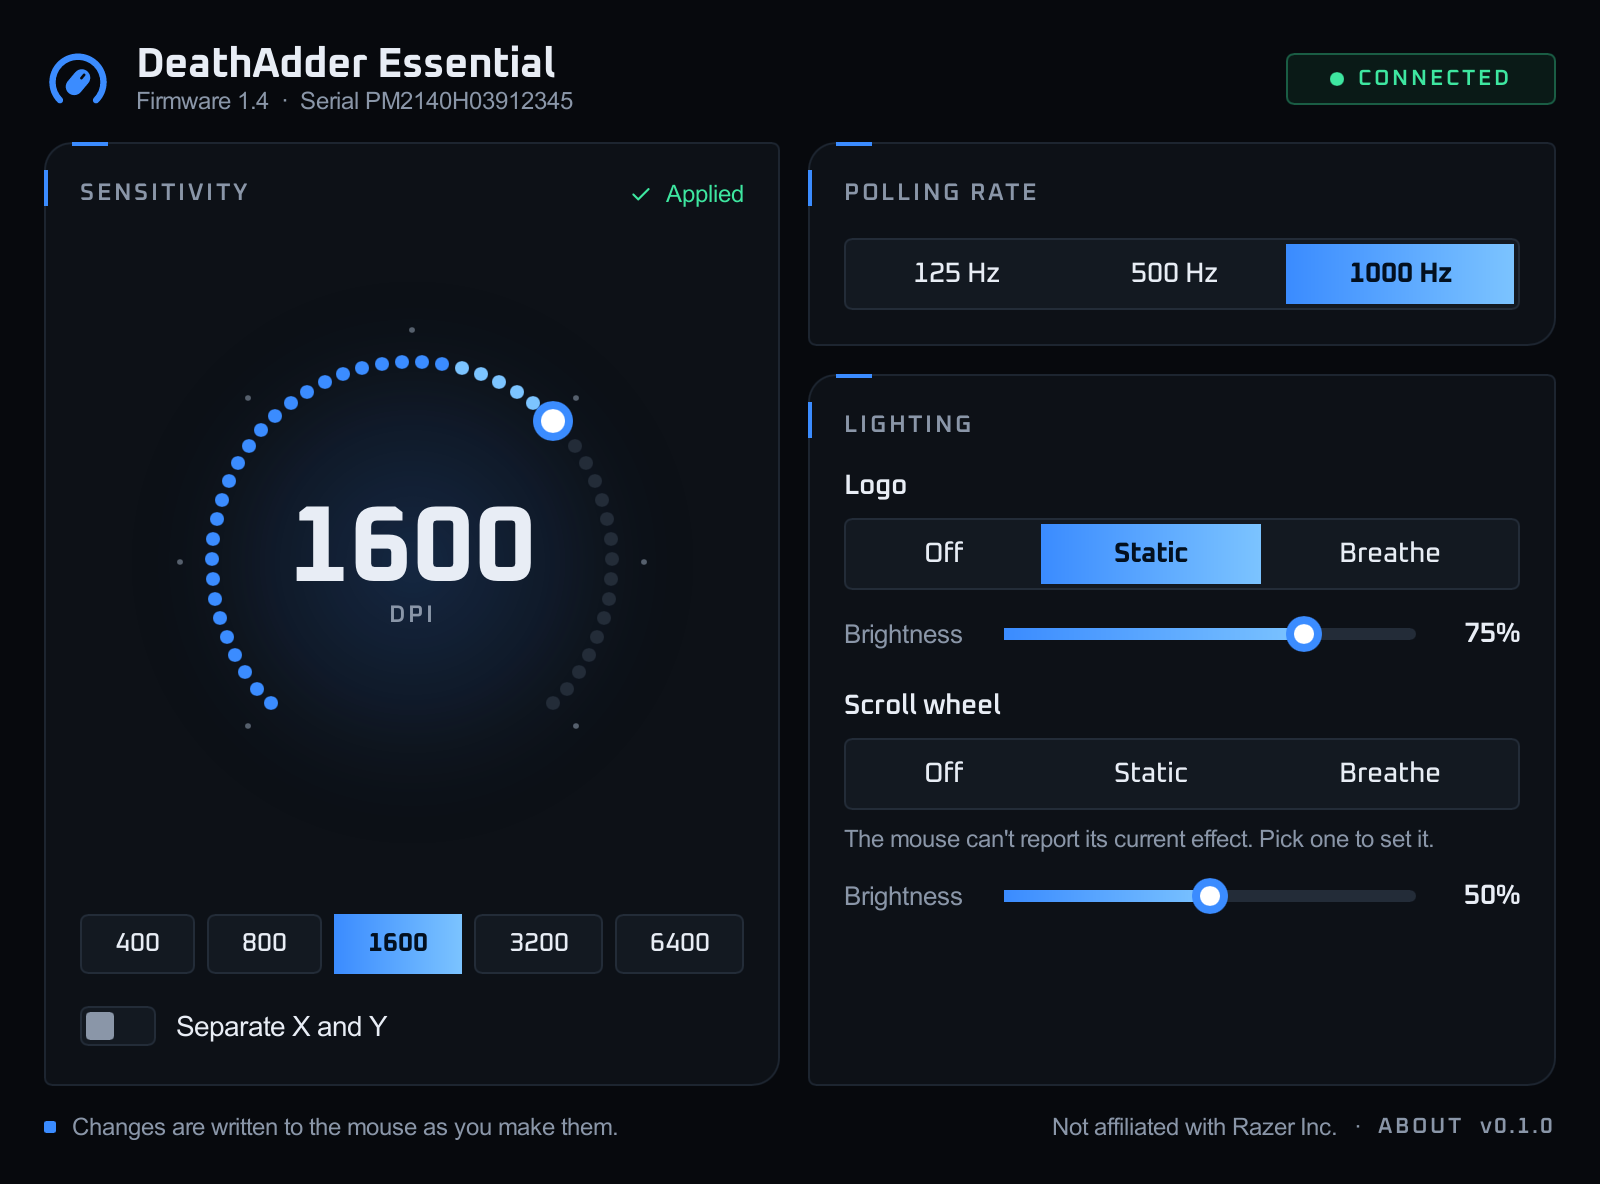 DeathAdder Essential
Firmware 1.4 · Serial PM2140H03912345
CONNECTED
SENSITIVITY
Applied
1600
DPI
400 800 1600 3200 6400
Separate X and Y
POLLING RATE
125 Hz 500 Hz 1000 Hz
LIGHTING
Logo
Off Static Breathe
Brightness 75%
Scroll wheel
Off Static Breathe
The mouse can't report its current effect. Pick one to set it.
Brightness 50%
Changes are written to the mouse as you make them.
Not affiliated with Razer Inc. · ABOUT v0.1.0